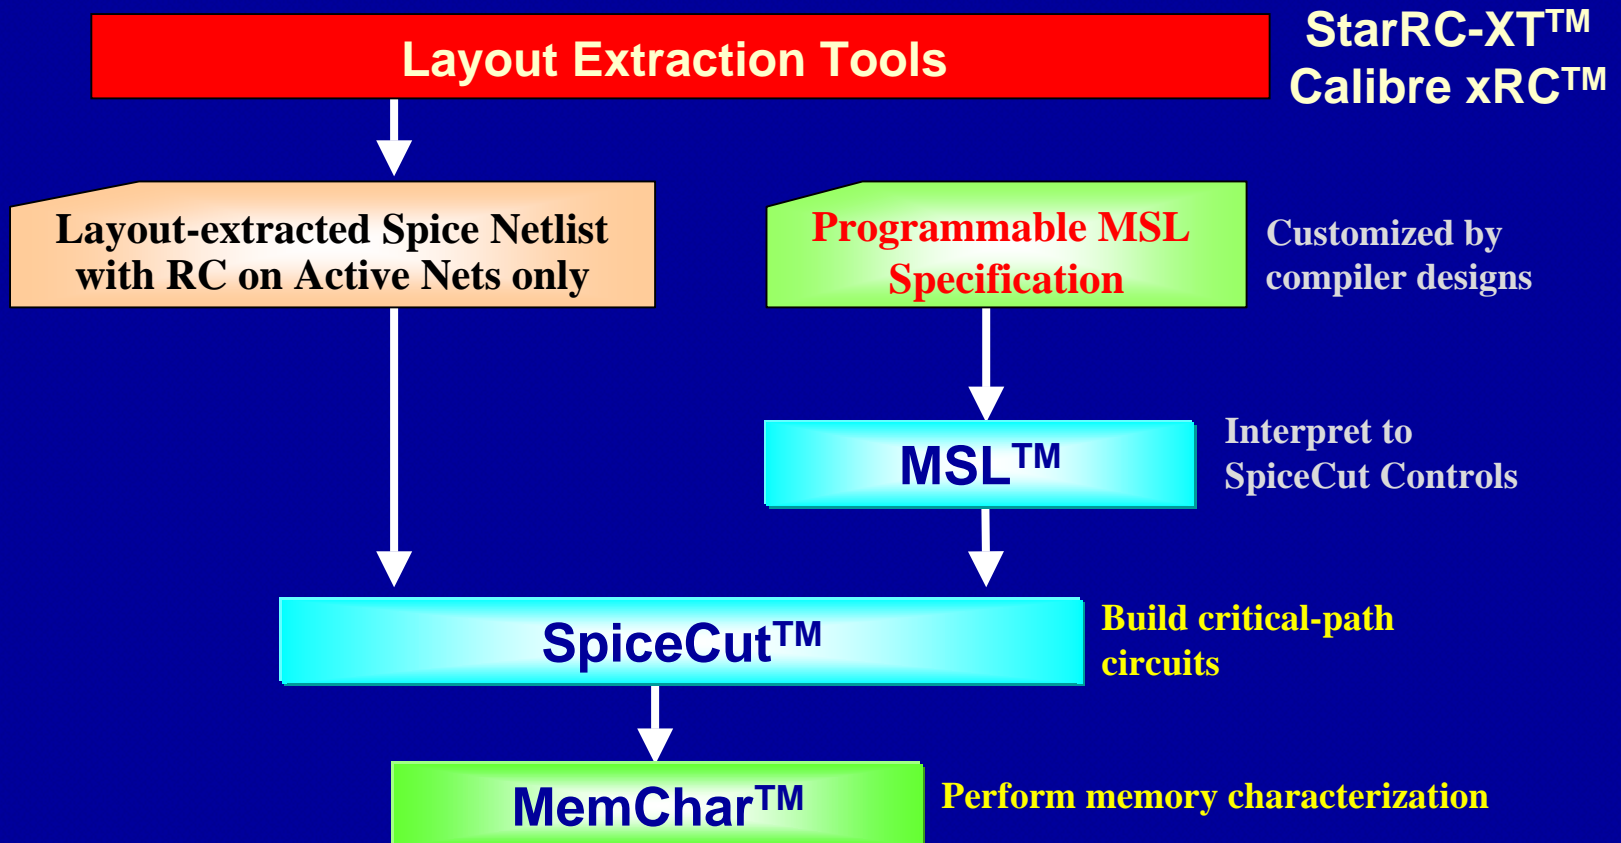 Layout Extraction Tools
StarRC-XT™
Calibre xRC™
Layout-extracted Spice Netlist
with RC on Active Nets only
Programmable MSL
Specification
Customized by
compiler designs
MSL™
Interpret to
SpiceCut Controls
SpiceCut™
Build critical-path
circuits
MemChar™
Perform memory characterization